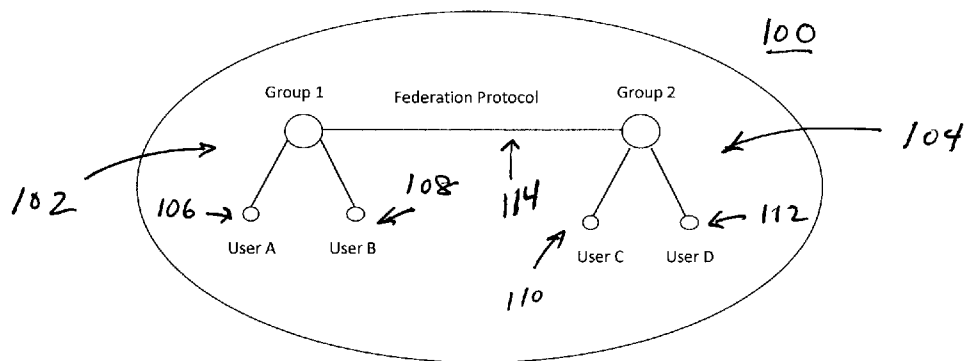 100
Group 1
Federation Protocol
Group 2
104
102
106
108
114
112
User A
User B
User C
User D
110